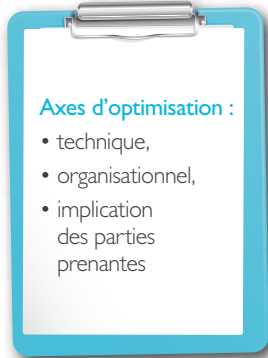 Axes d'optimisation :
• technique,
• organisationnel,
• implication
des parties
prenantes